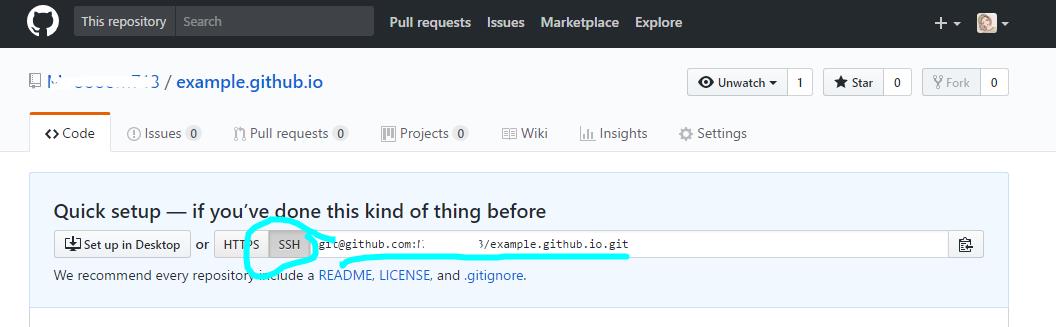 This repository Search Pull requests Issues Marketplace Explore
/ example.github.io Unwatch 1 Star 0 Fork 0
Code Issues 0 Pull requests 0 Projects 0 Wiki Insights Settings
Quick setup — if you’ve done this kind of thing before
Set up in Desktop or HTTPS SSH git@github.com: 3/example.github.io.git
We recommend every repository include a README, LICENSE, and .gitignore.